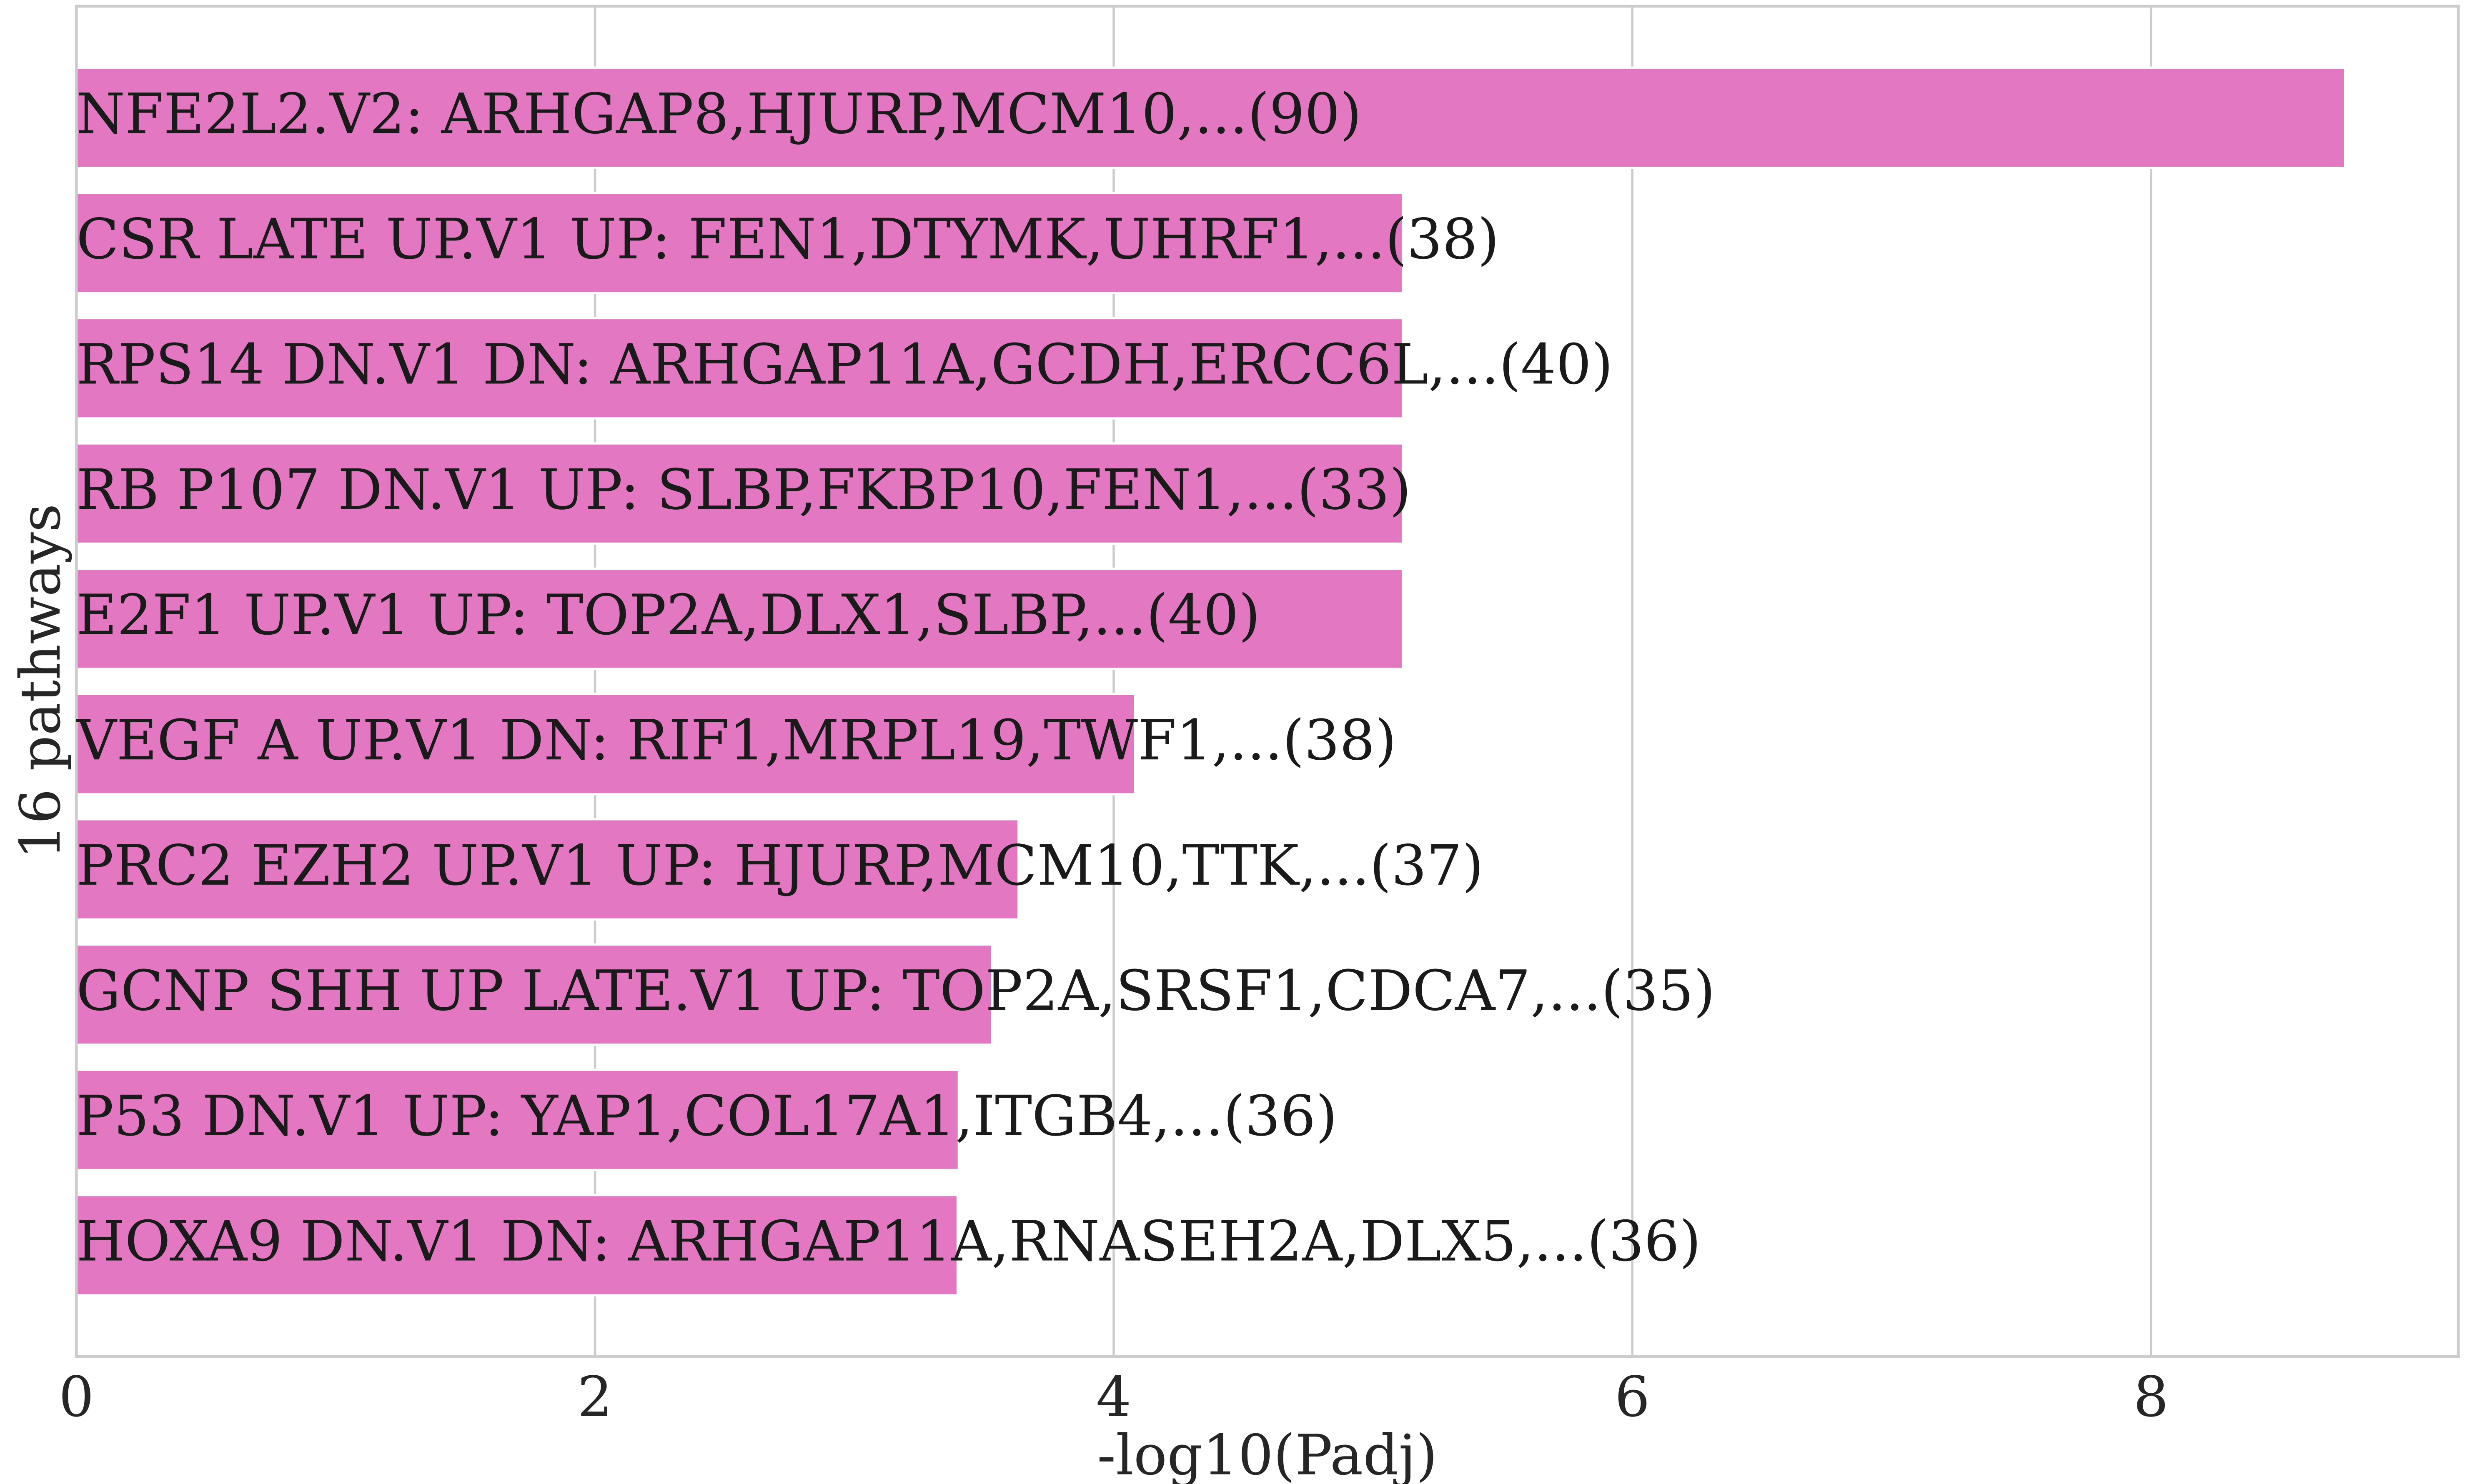 NFE2L2.V2: ARHGAP8,HJURP,MCM10,...(90)
CSR LATE UP.V1 UP: FEN1,DTYMK,UHRF1,...(38)
RPS14 DN.V1 DN: ARHGAP11A,GCDH,ERCC6L,...(40)
RB P107 DN.V1 UP: SLBP,FKBP10,FEN1,...(33)
E2F1 UP.V1 UP: TOP2A,DLX1,SLBP,...(40)
VEGF A UP.V1 DN: RIF1,MRPL19,TWF1,...(38)
PRC2 EZH2 UP.V1 UP: HJURP,MCM10,TTK,...(37)
GCNP SHH UP LATE.V1 UP: TOP2A,SRSF1,CDCA7,...(35)
P53 DN.V1 UP: YAP1,COL17A1,ITGB4,...(36)
HOXA9 DN.V1 DN: ARHGAP11A,RNASEH2A,DLX5,...(36)
16 pathways
0 2 4 6 8
-log10(Padj)